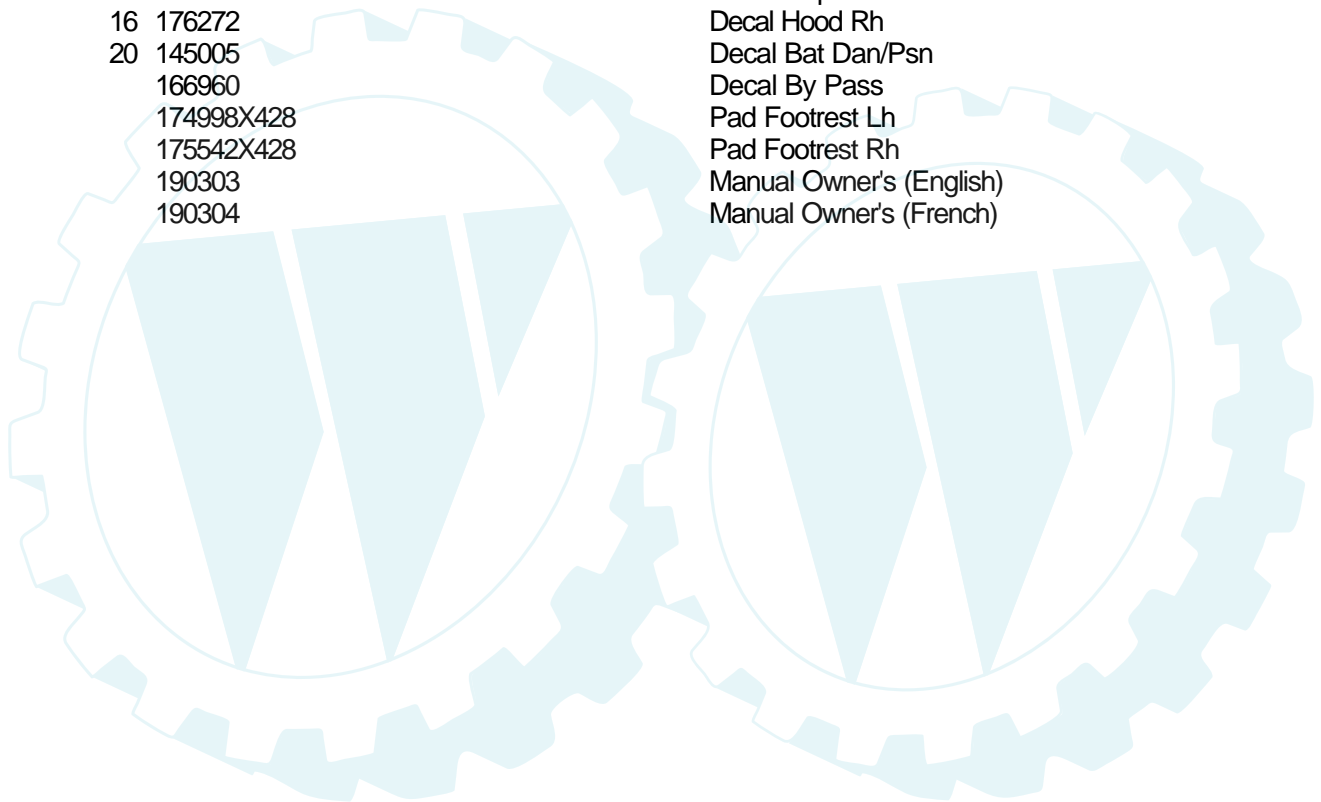 16 176272 Decal Hood Rh
20 145005 Decal Bat Dan/Psn
166960 Decal By Pass
174998X428 Pad Footrest Lh
175542X428 Pad Footrest Rh
190303 Manual Owner's (English)
190304 Manual Owner's (French)